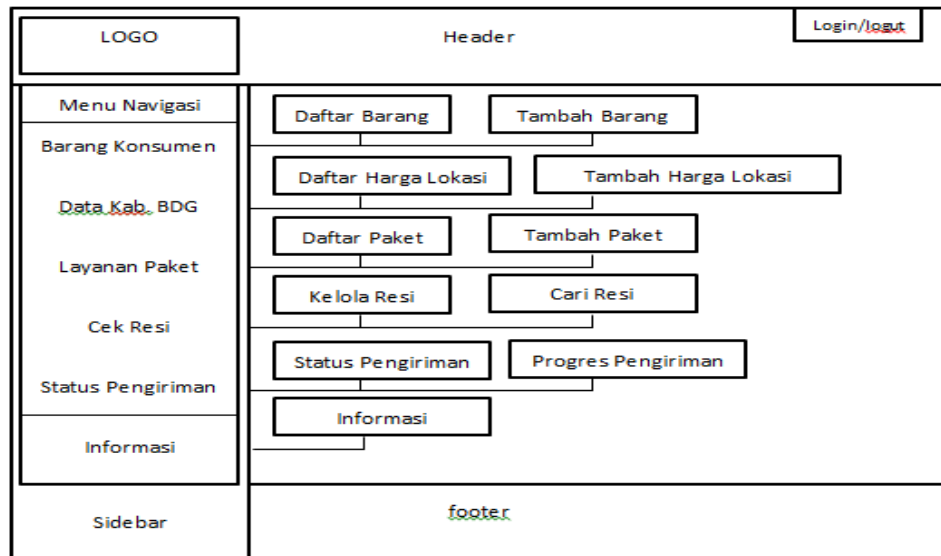 LOGO
Header
Login/logut
Menu Navigasi
Barang Konsumen
Data Kab. BDG
Layanan Paket
Cek Resi
Status Pengiriman
Informasi
Sidebar
Daftar Barang
Tambah Barang
Daftar Harga Lokasi
Tambah Harga Lokasi
Daftar Paket
Tambah Paket
Kelola Resi
Cari Resi
Status Pengiriman
Progres Pengiriman
Informasi
footer